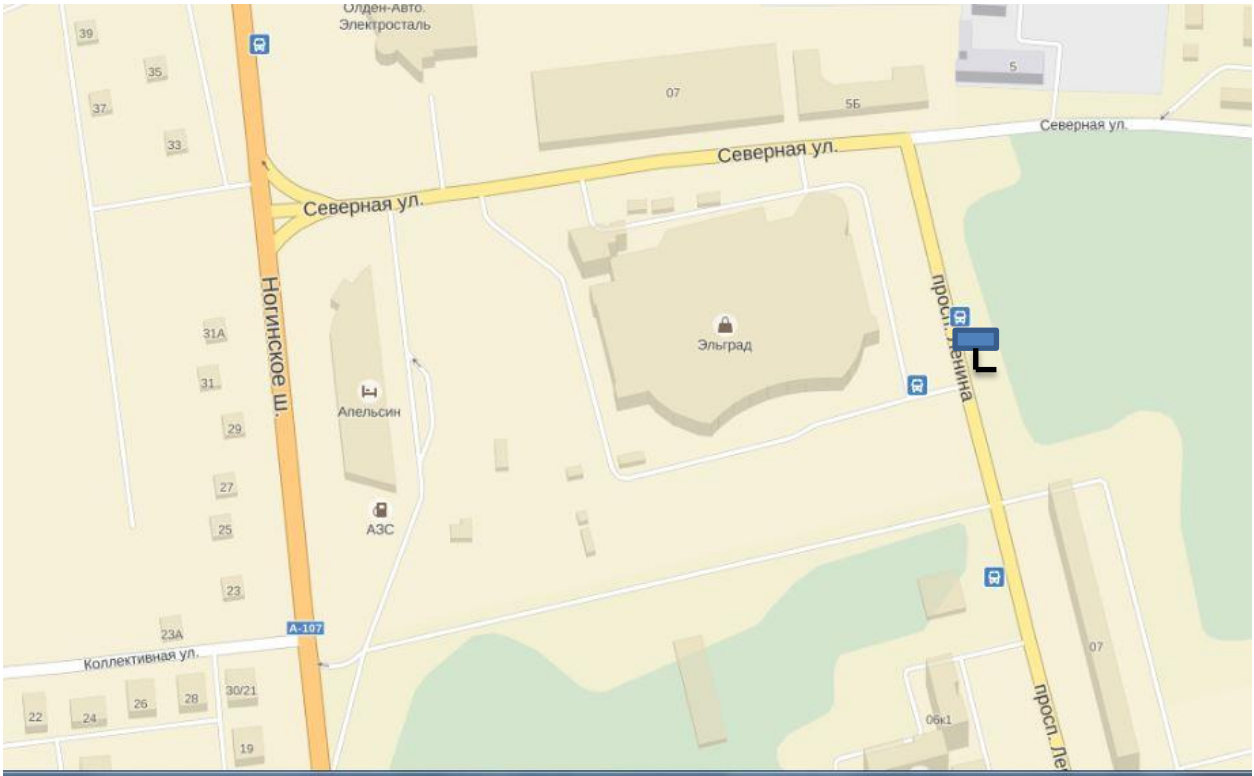 39
Олден-Авто.
Электросталь
35
37
33
07
5Б
5
Северная ул.
Северная ул.
Северная ул.
Ногинское ш.
31А
31
29
27
25
23
23А
Апельсин
АЗС
Эльград
просп. Ленина
А-107
Коллективная ул.
22
24
26
28
30/21
19
06к1
07
просп. Ле